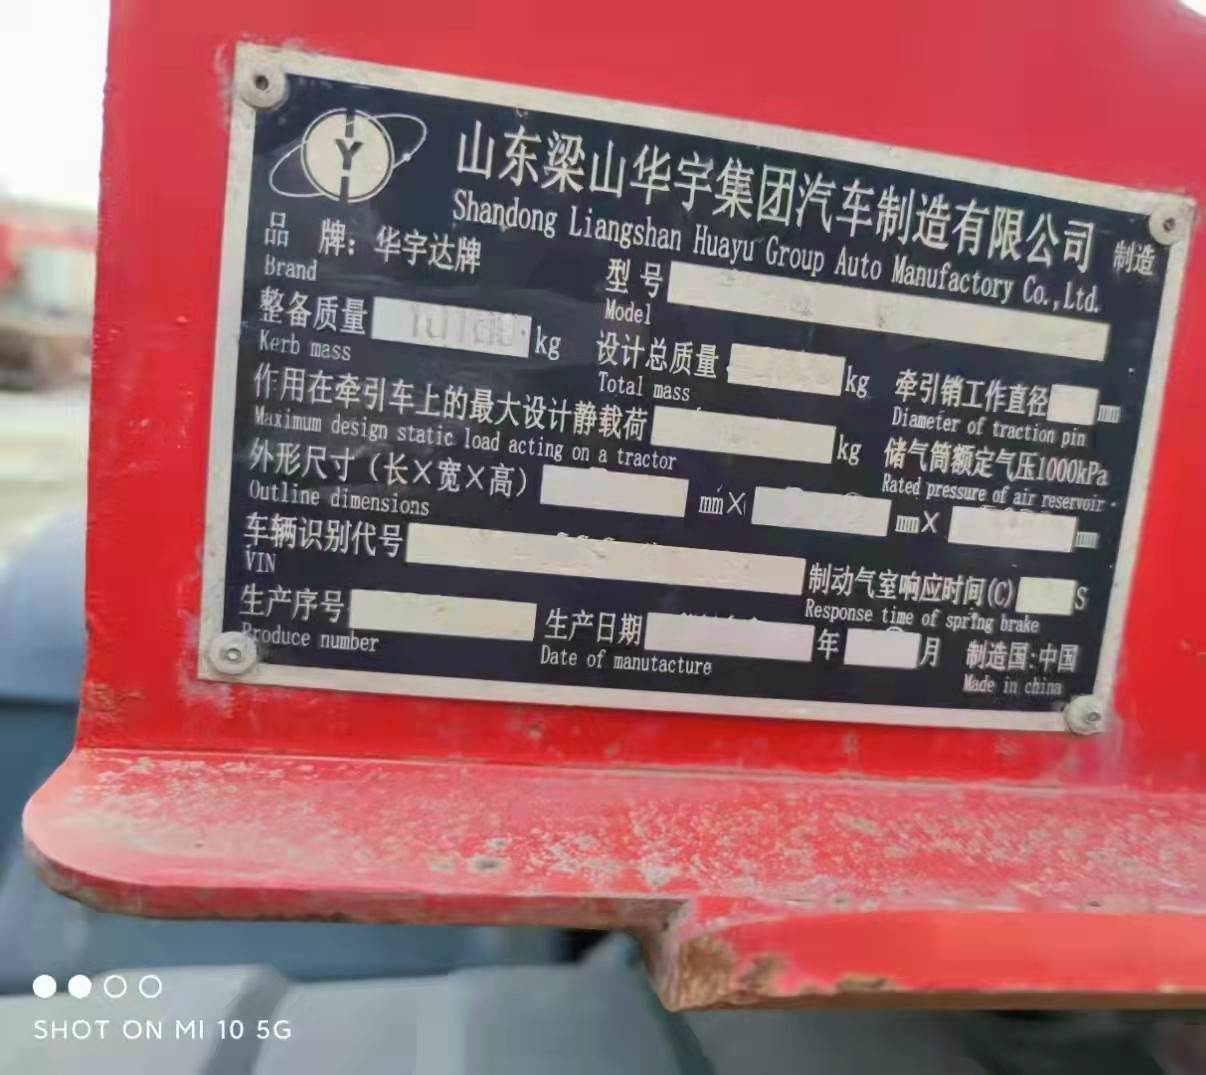 Y
山东梁山华宇集团汽车制造有限公司 制造
Shandong Liangshan Huayu Group Auto Manufactory Co.,Ltd.
品 牌：华宇达牌
Brand
型号
Model
整备质量 kg
Kerb mass
设计总质量 kg
Total mass
牵引销工作直径 mm
Diameter of traction pin
作用在牵引车上的最大设计静载荷 kg
Maximum design static load acting on a tractor
储气筒额定气压1000kPa
Rated pressure of air reservoir
外形尺寸（长×宽×高） mm× mm× mm
Outline dimensions
车辆识别代号
VIN
制动气室响应时间(C) S
Response time of spring brake
生产序号
Produce number
生产日期 年 月
Date of manutacture
制造国:中国
Made in china
SHOT ON MI 10 5G